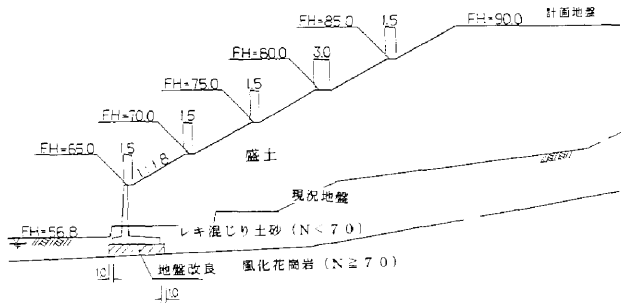 計画地盤
FH=90.0
1.5
FH=85.0
3.0
FH=80.0
1.5
FH=75.0
1.5
FH=70.0
1.5
FH=65.0
1:1.8
盛土
現況地盤
レキ混じり土砂(N<70)
FH=56.8
地盤改良
風化花崗岩(N≧70)
1.0
1.0